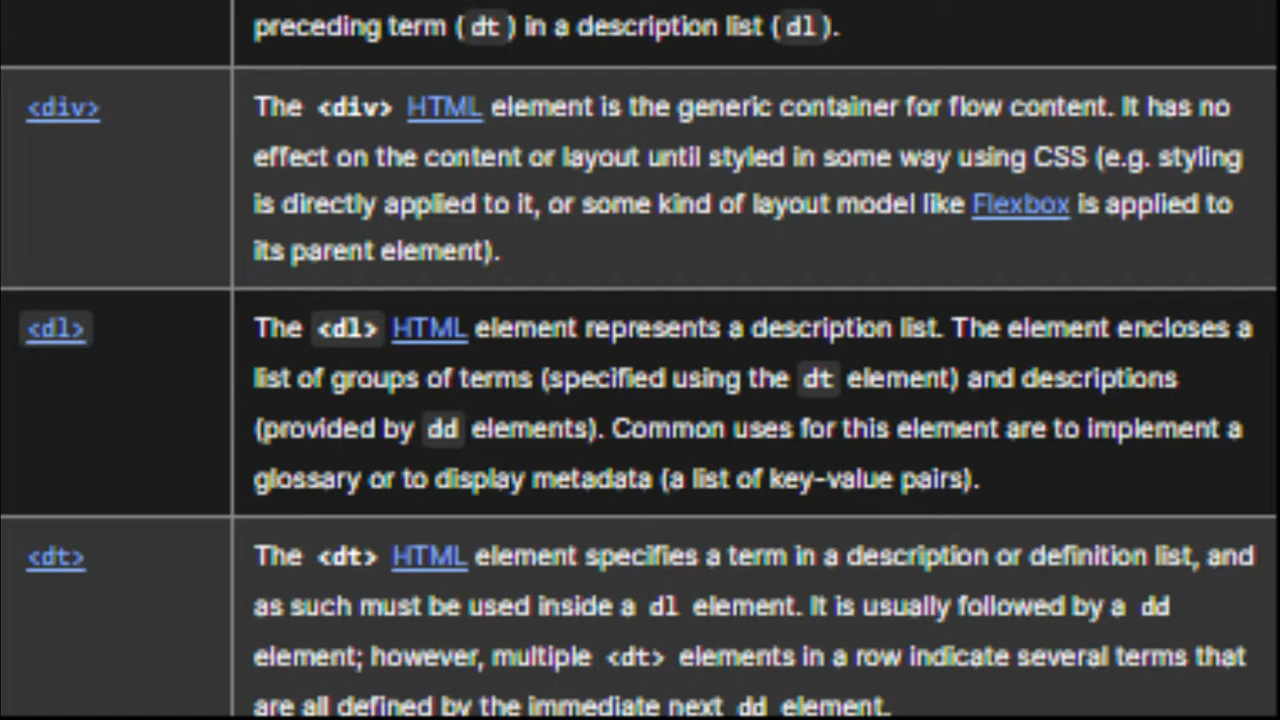 preceding term ( dt ) in a description list ( dl ).
<div> The <div> HTML element is the generic container for flow content. It has no
effect on the content or layout until styled in some way using CSS (e.g. styling
is directly applied to it, or some kind of layout model like Flexbox is applied to
its parent element).
<dl> The <dl> HTML element represents a description list. The element encloses a
list of groups of terms (specified using the dt element) and descriptions
(provided by dd elements). Common uses for this element are to implement a
glossary or to display metadata (a list of key-value pairs).
<dt> The <dt> HTML element specifies a term in a description or definition list, and
as such must be used inside a dl element. It is usually followed by a dd
element; however, multiple <dt> elements in a row indicate several terms that
are all defined by the immediate next dd element.